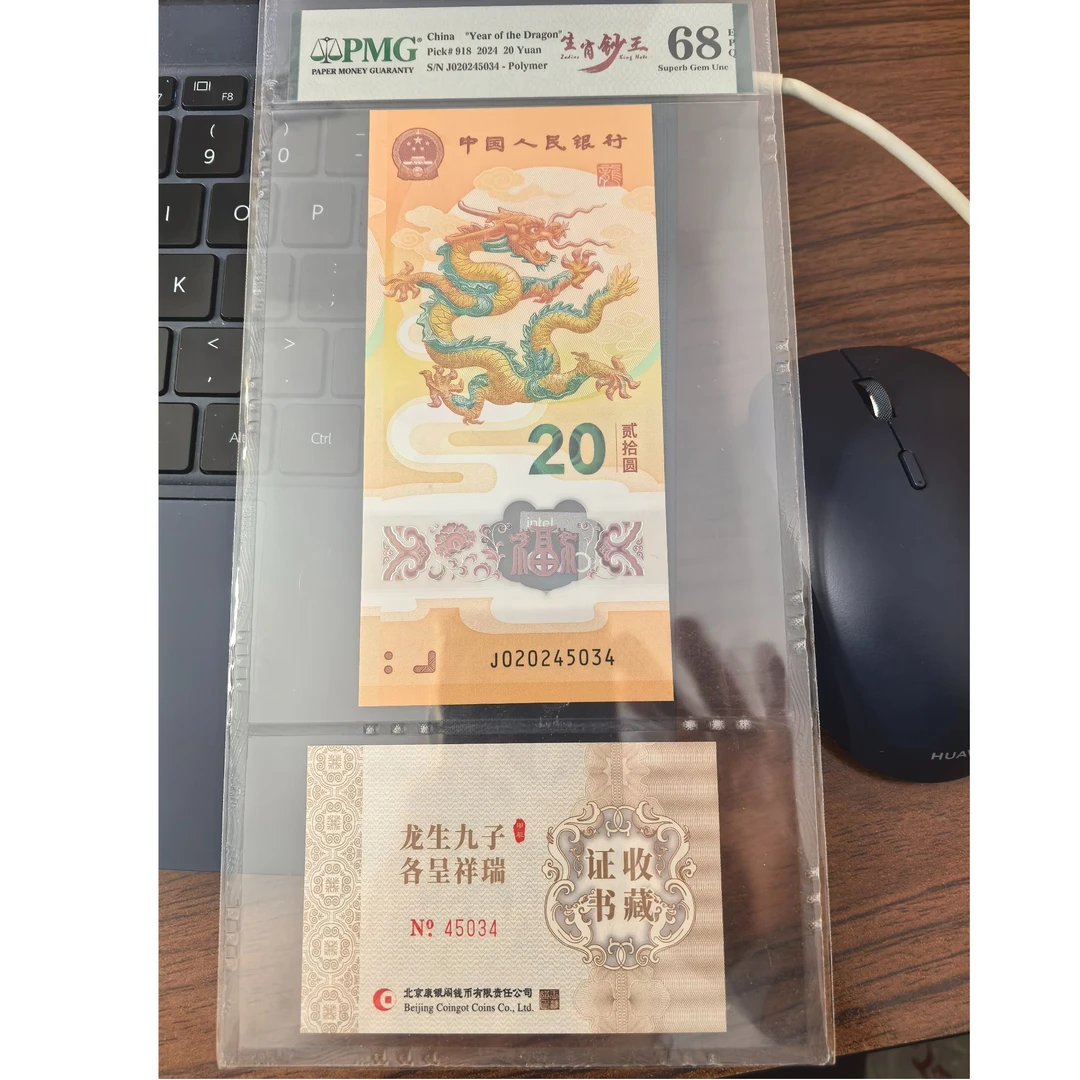 PMG
PAPER MONEY GUARANTY
China "Year of the Dragon"
Pick# 918 2024 20 Yuan
S/N J020245034 - Polymer
生肖鈔王
Zodiac King Note
68
Superb Gem Unc
E
P
Q
中国人民银行
20
贰拾圆
intel
福
J020245034
龙生九子
各呈祥瑞
Nº 45034
证收
书藏
北京康银阁钱币有限责任公司
Beijing Coingot Coins Co., Ltd.
F8
(
9
)
0
-
I
O
P
K
:
;
<
,
>
.
Alt
Ctrl
HUA